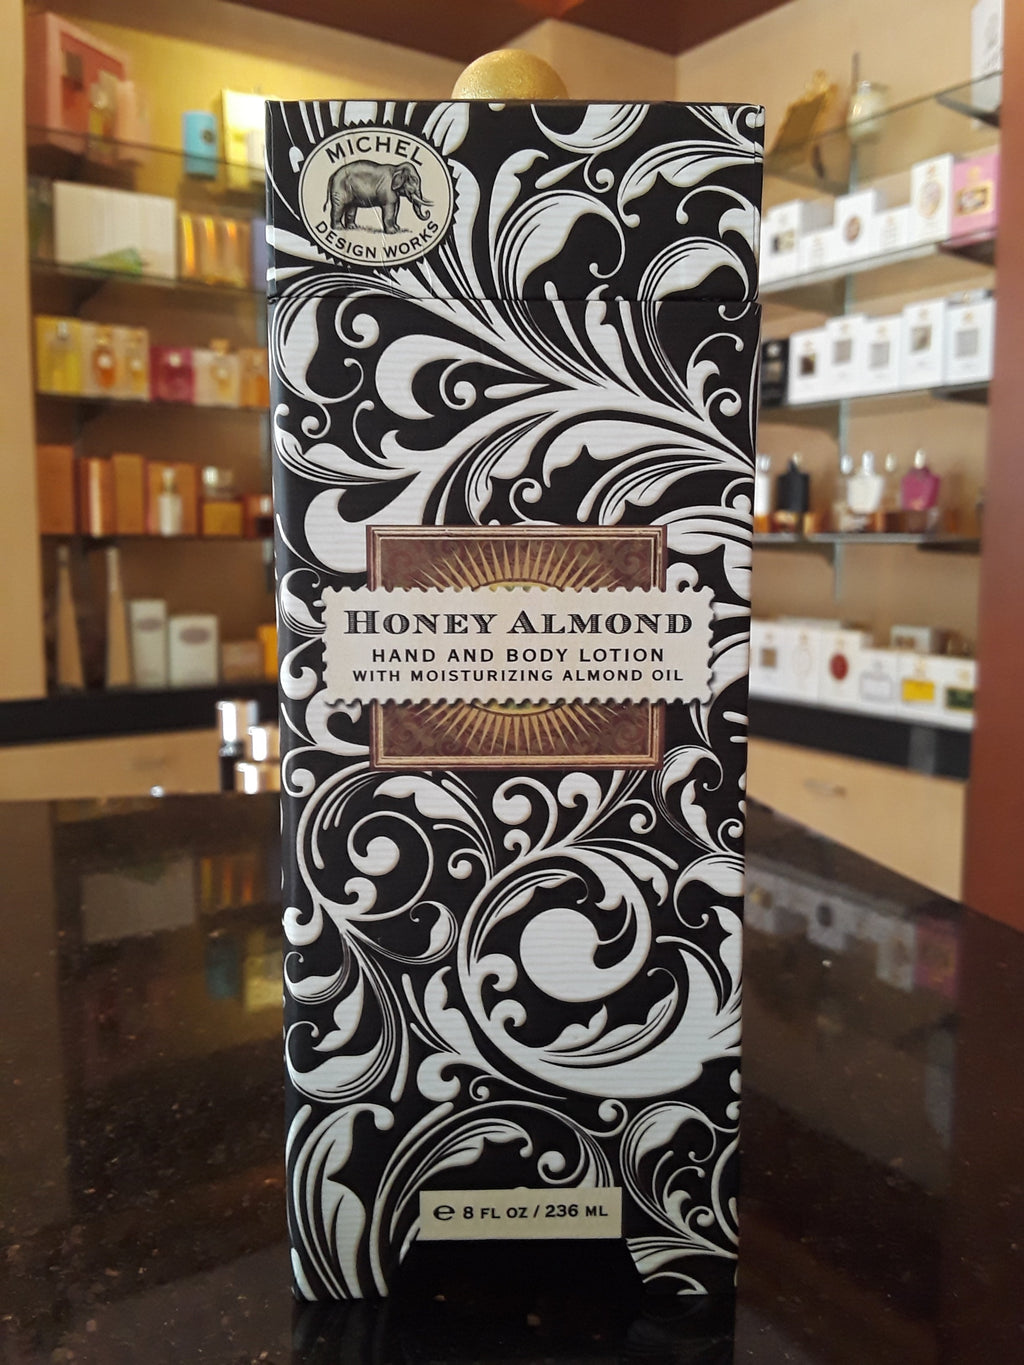 MICHEL
DESIGN WORKS
HONEY ALMOND
HAND AND BODY LOTION
WITH MOISTURIZING ALMOND OIL
℮ 8 FL OZ / 236 ML